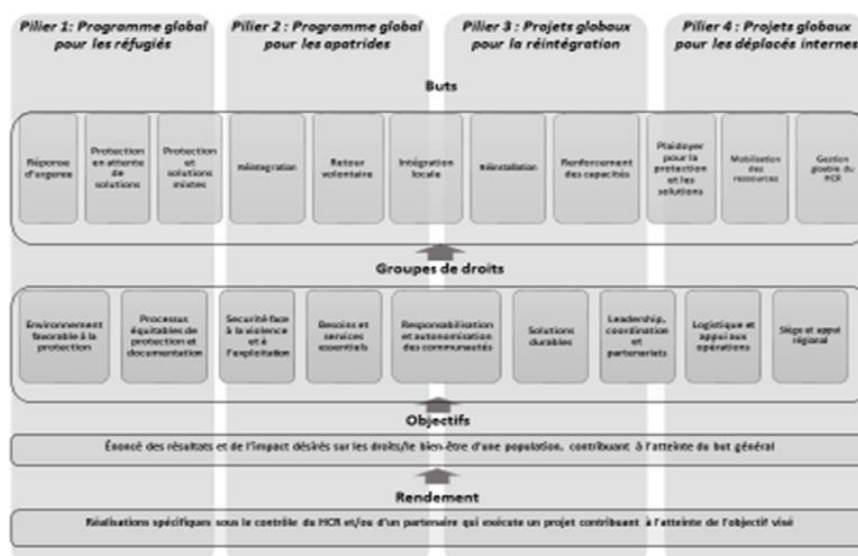 Pilier 1: Programme global
pour les réfugiés
Pilier 2 : Programme global
pour les apatrides
Pilier 3 : Projets globaux
pour la réintégration
Pilier 4 : Projets globaux
pour les déplacés internes
Buts
Réponse
d'urgence
Protection
en attente
de
solutions
Protection
et
solutions
mixtes
Réintégration
Retour
volontaire
Intégration
locale
Réinstallation
Renforcement
des capacités
Plaidoyer
pour la
protection
et les
solutions
Mobilisation
des
ressources
Gestion
globale du
HCR
Groupes de droits
Environnement
favorable à la
protection
Processus
équitables de
protection et
documentation
Securité face
à la violence
et à
l'exploitation
Besoins et
services
essentiels
Responsabilisation
et autonomisation
des communautés
Solutions
durables
Leadership,
coordination
et
partenariats
Logistique et
appui aux
opérations
Siège et appui
régional
Objectifs
Énoncé des résultats et de l'impact désirés sur les droits/le bien-être d'une population, contribuant à l'atteinte du but général
Rendement
Réalisations spécifiques sous le contrôle du HCR et/ou d'un partenaire qui exécute un projet contribuant à l'atteinte de l'objectif visé